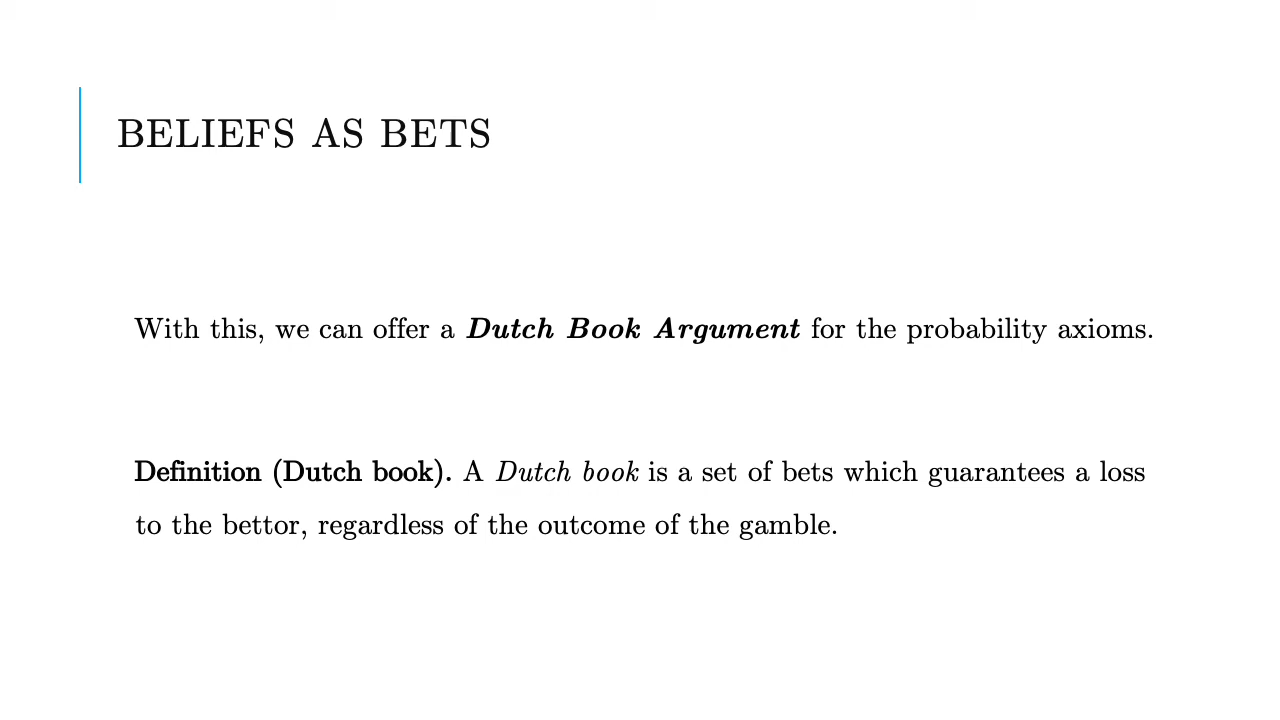 BELIEFS AS BETS
With this, we can offer a Dutch Book Argument for the probability axioms.
Definition (Dutch book). A Dutch book is a set of bets which guarantees a loss
to the bettor, regardless of the outcome of the gamble.